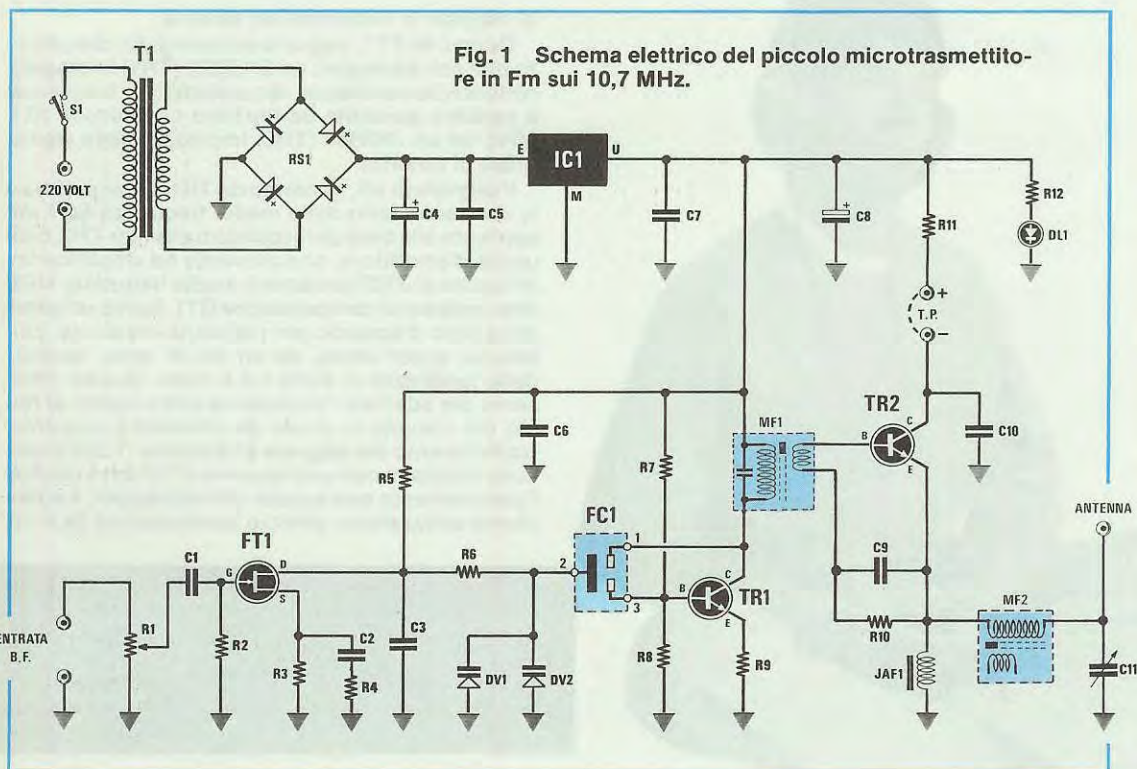 T1
Fig. 1 Schema elettrico del piccolo microtrasmettito-
re in Fm sui 10,7 MHz.
S1
220 VOLT
RS1
E
IC1
U
M
C4
+
C5
C7
C8
+
R11
R12
DL1
+
T.P.
-
C6
R7
MF1
TR2
B
C
E
C10
R5
FC1
1
2
3
FT1
G
D
S
R6
C1
ENTRATA
B.F.
R1
R2
R3
C2
R4
C3
DV1
DV2
R8
B
C
E
TR1
R9
C9
R10
JAF1
MF2
ANTENNA
C11